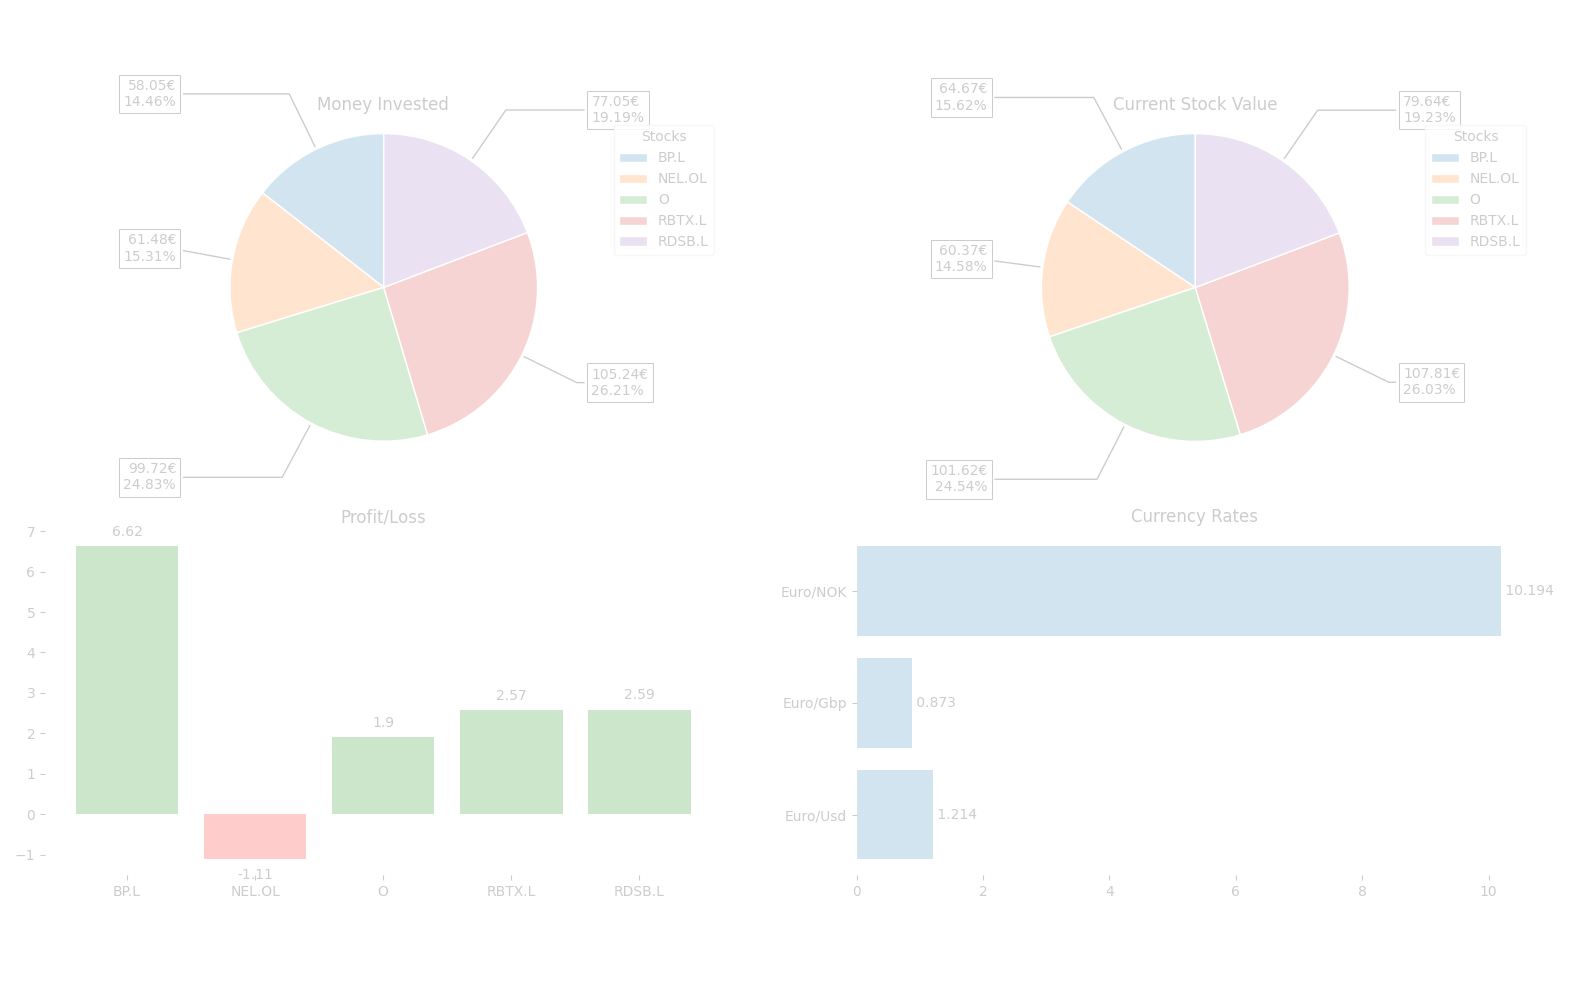 Money Invested
58.05€
14.46%
77.05€
19.19%
Stocks
BP.L
NEL.OL
O
RBTX.L
RDSB.L
61.48€
15.31%
105.24€
26.21%
99.72€
24.83%
Current Stock Value
64.67€
15.62%
79.64€
19.23%
Stocks
BP.L
NEL.OL
O
RBTX.L
RDSB.L
60.37€
14.58%
107.81€
26.03%
101.62€
24.54%
Profit/Loss
7
6
5
4
3
2
1
0
−1
6.62
-1.11
1.9
2.57
2.59
BP.L
NEL.OL
O
RBTX.L
RDSB.L
Currency Rates
Euro/NOK
10.194
Euro/Gbp
0.873
Euro/Usd
1.214
0
2
4
6
8
10